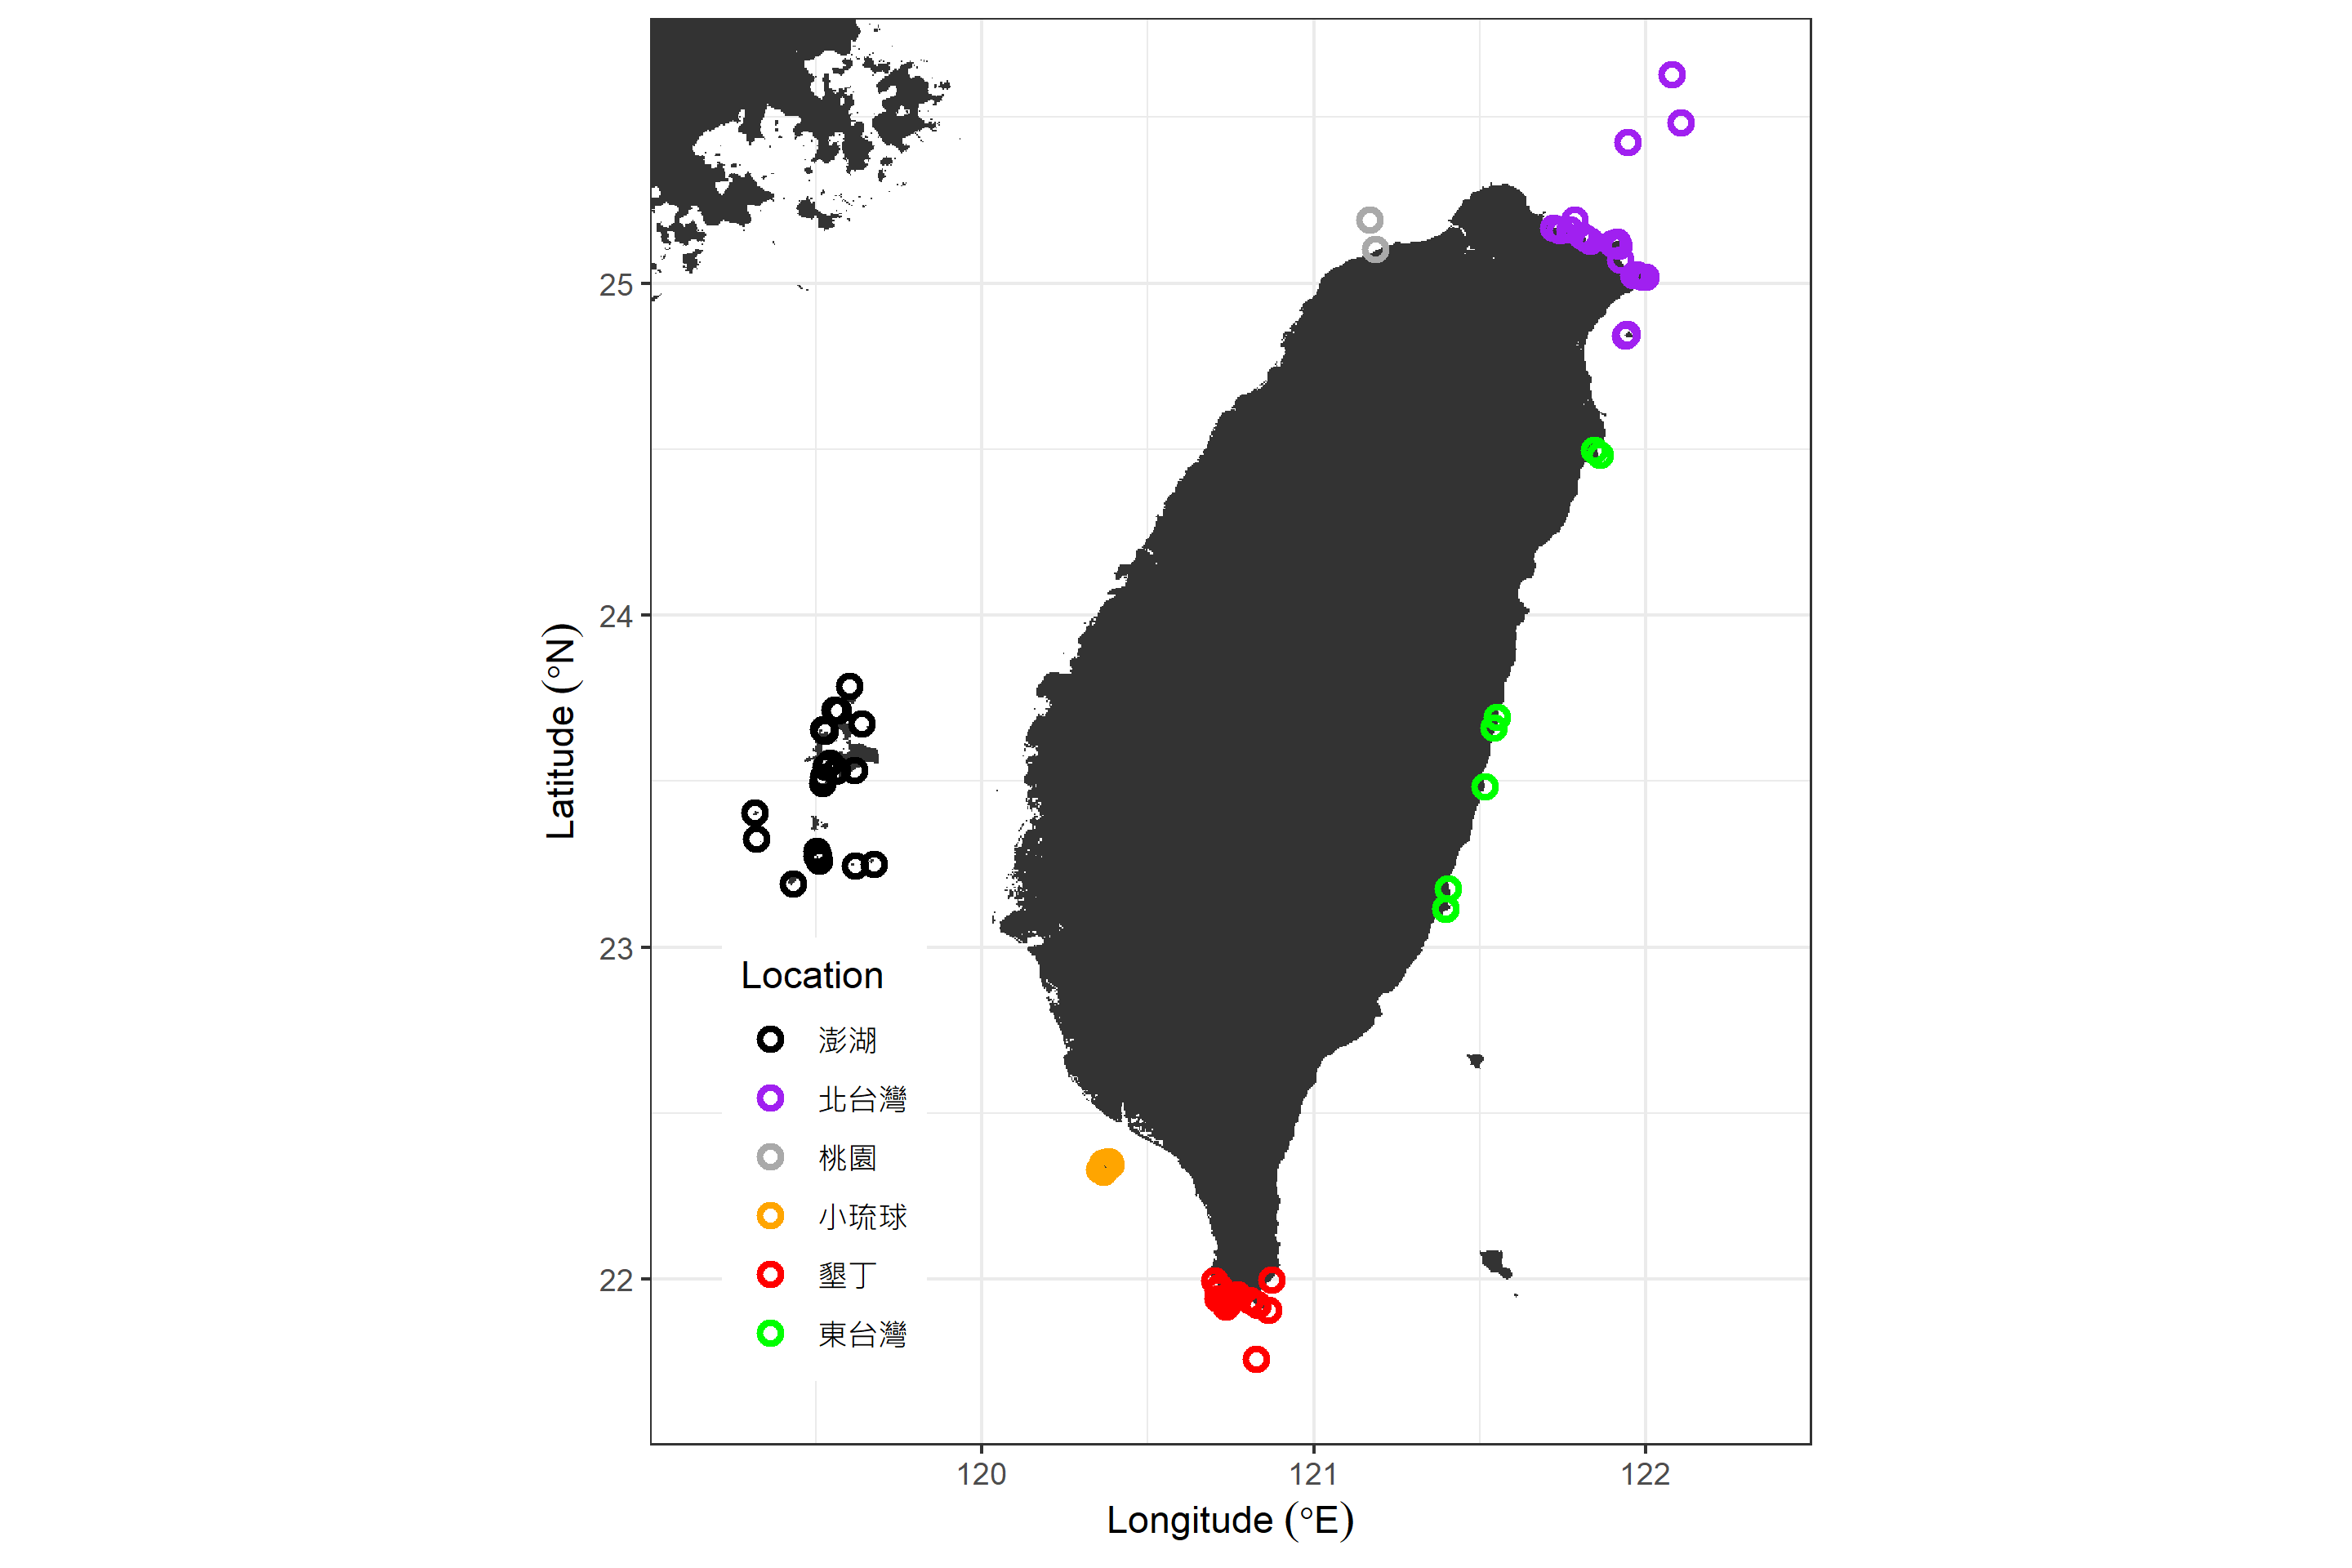 25
24
23
22
Latitude (°N)
Location
澎湖
北台灣
桃園
小琉球
墾丁
東台灣
120 121 122
Longitude (°E)